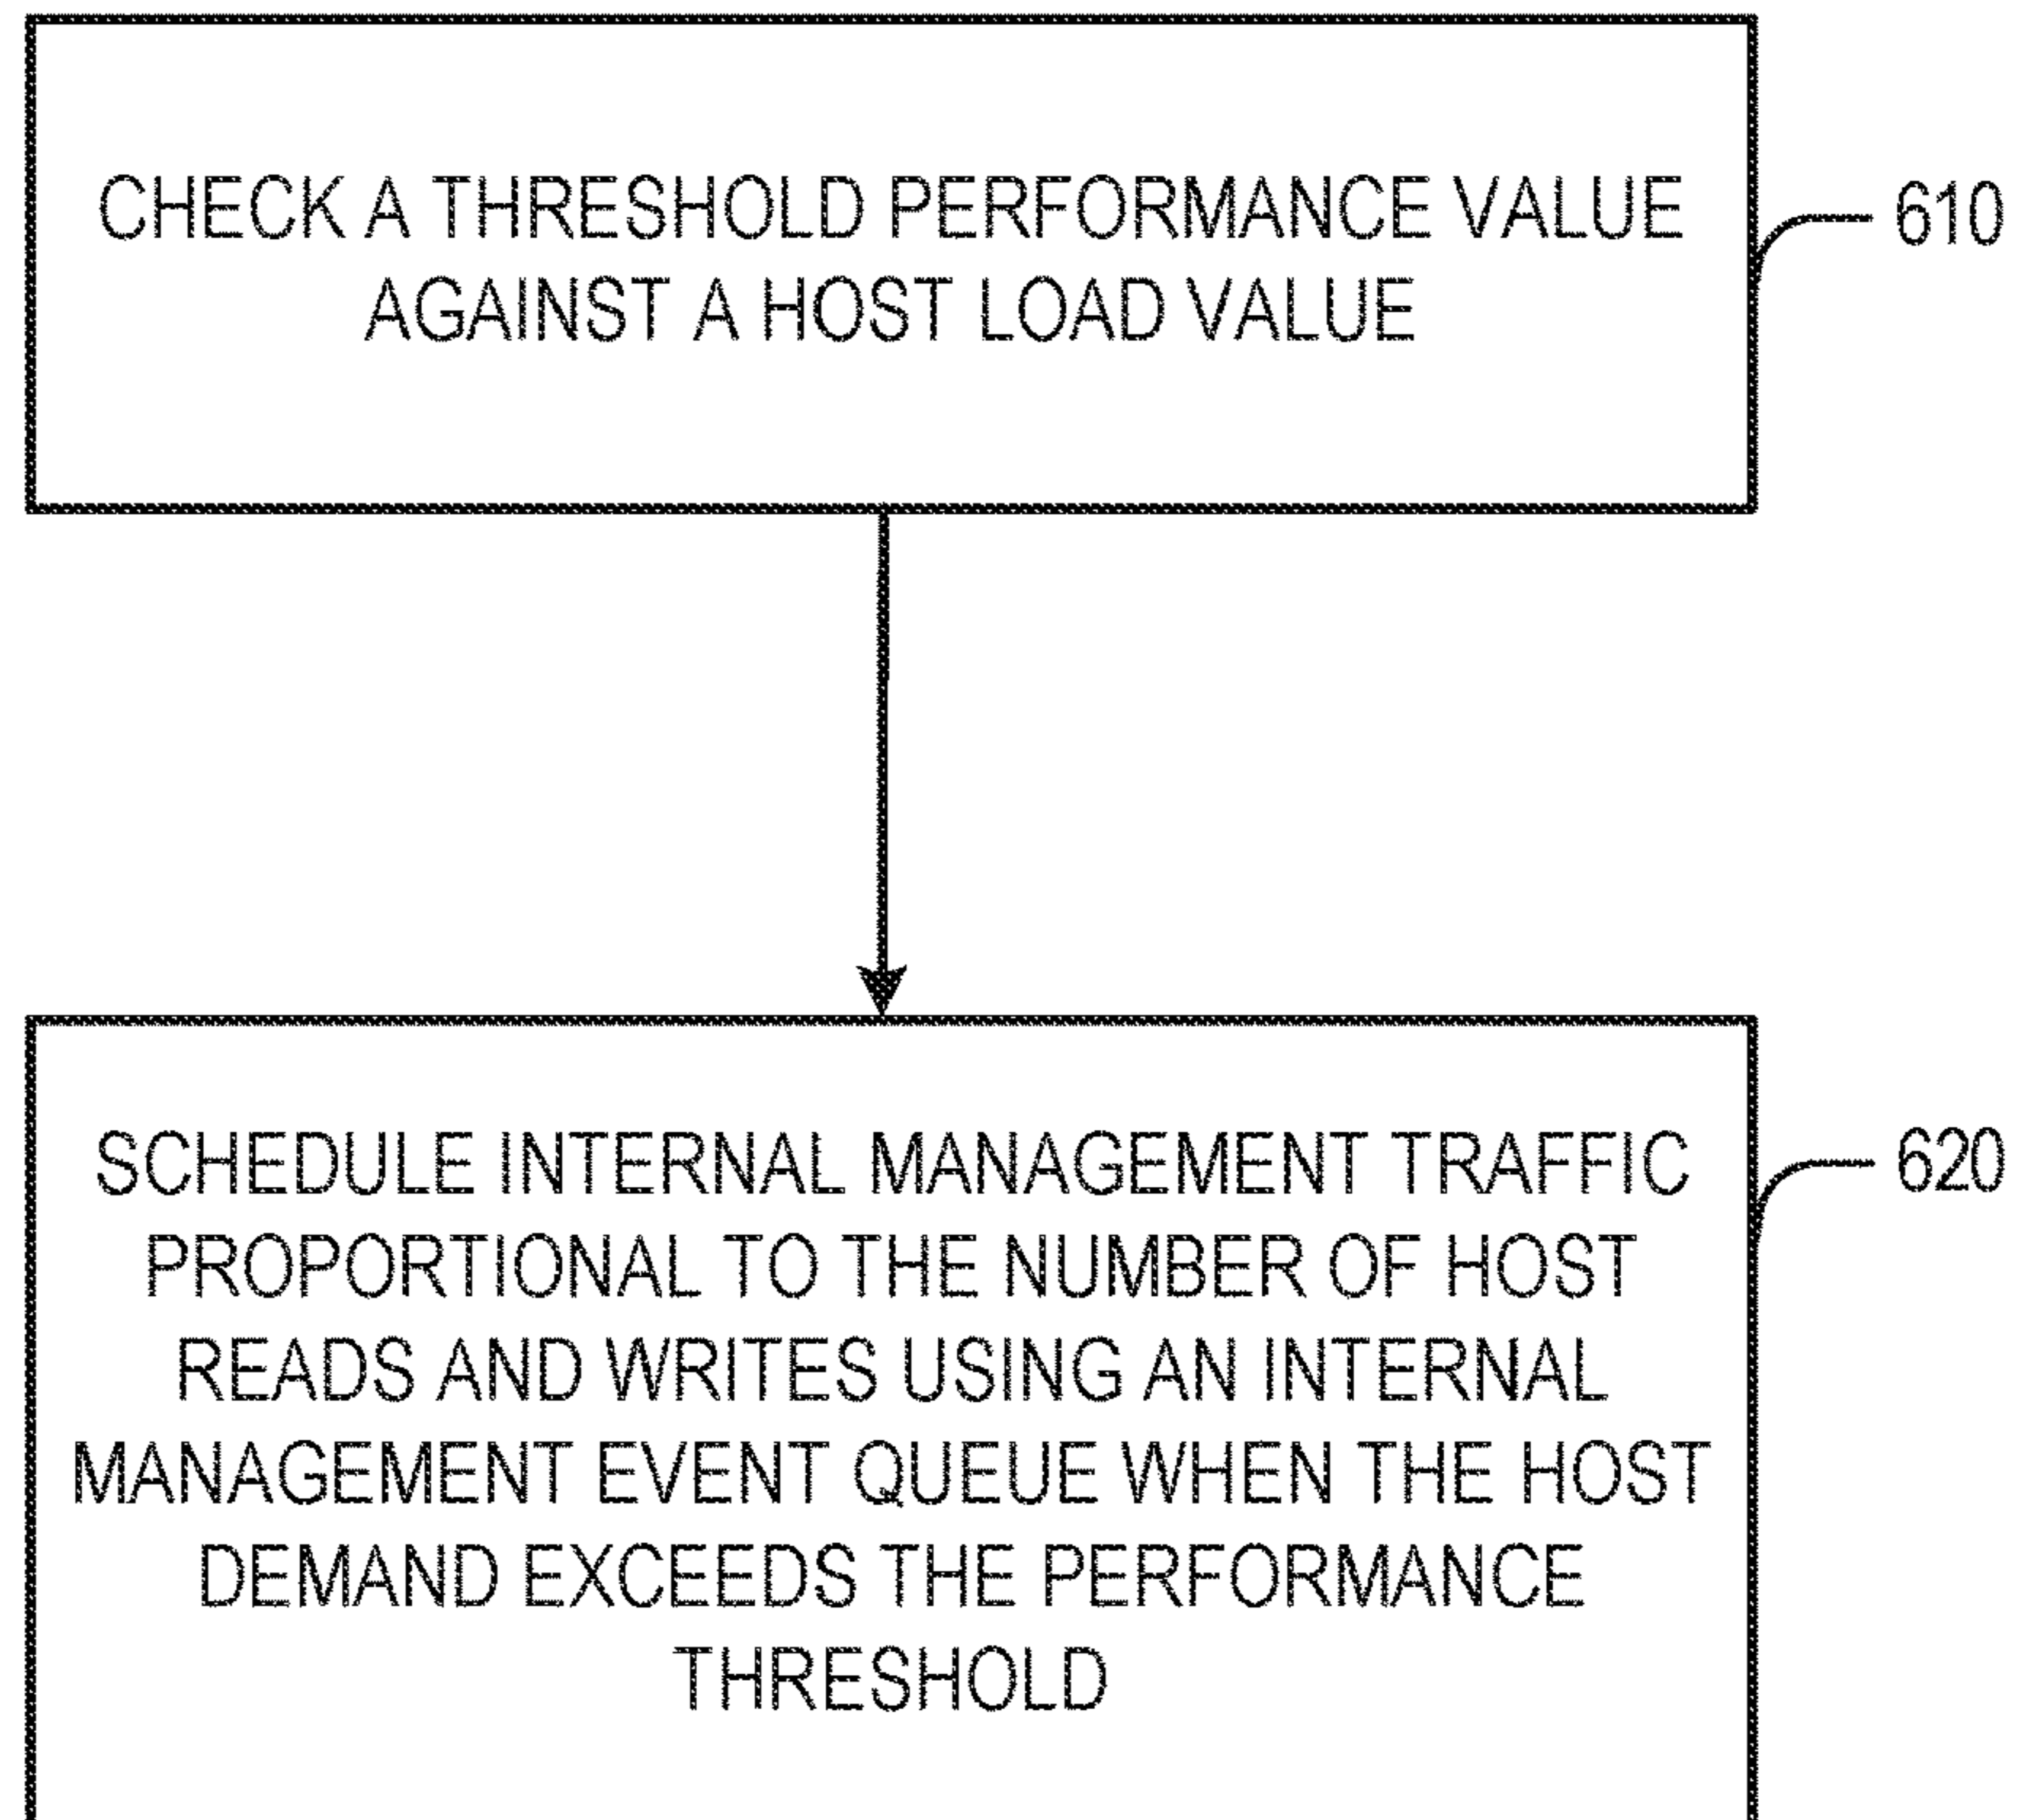 CHECK A THRESHOLD PERFORMANCE VALUE
AGAINST A HOST LOAD VALUE
610
SCHEDULE INTERNAL MANAGEMENT TRAFFIC
PROPORTIONAL TO THE NUMBER OF HOST
READS AND WRITES USING AN INTERNAL
MANAGEMENT EVENT QUEUE WHEN THE HOST
DEMAND EXCEEDS THE PERFORMANCE
THRESHOLD
620